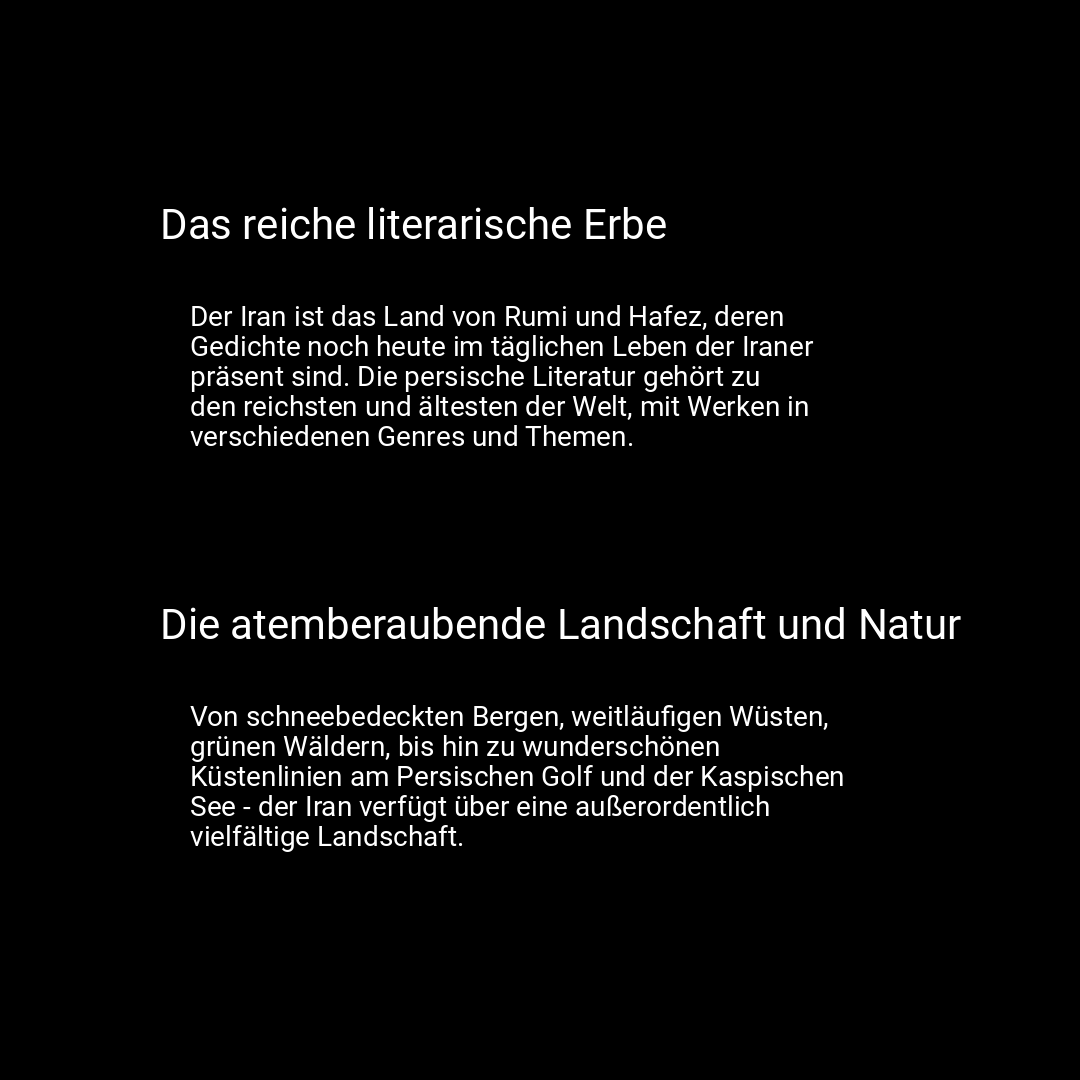 Das reiche literarische Erbe
Der Iran ist das Land von Rumi und Hafez, deren
Gedichte noch heute im täglichen Leben der Iraner
präsent sind. Die persische Literatur gehört zu
den reichsten und ältesten der Welt, mit Werken in
verschiedenen Genres und Themen.
Die atemberaubende Landschaft und Natur
Von schneebedeckten Bergen, weitläufigen Wüsten,
grünen Wäldern, bis hin zu wunderschönen
Küstenlinien am Persischen Golf und der Kaspischen
See - der Iran verfügt über eine außerordentlich
vielfältige Landschaft.